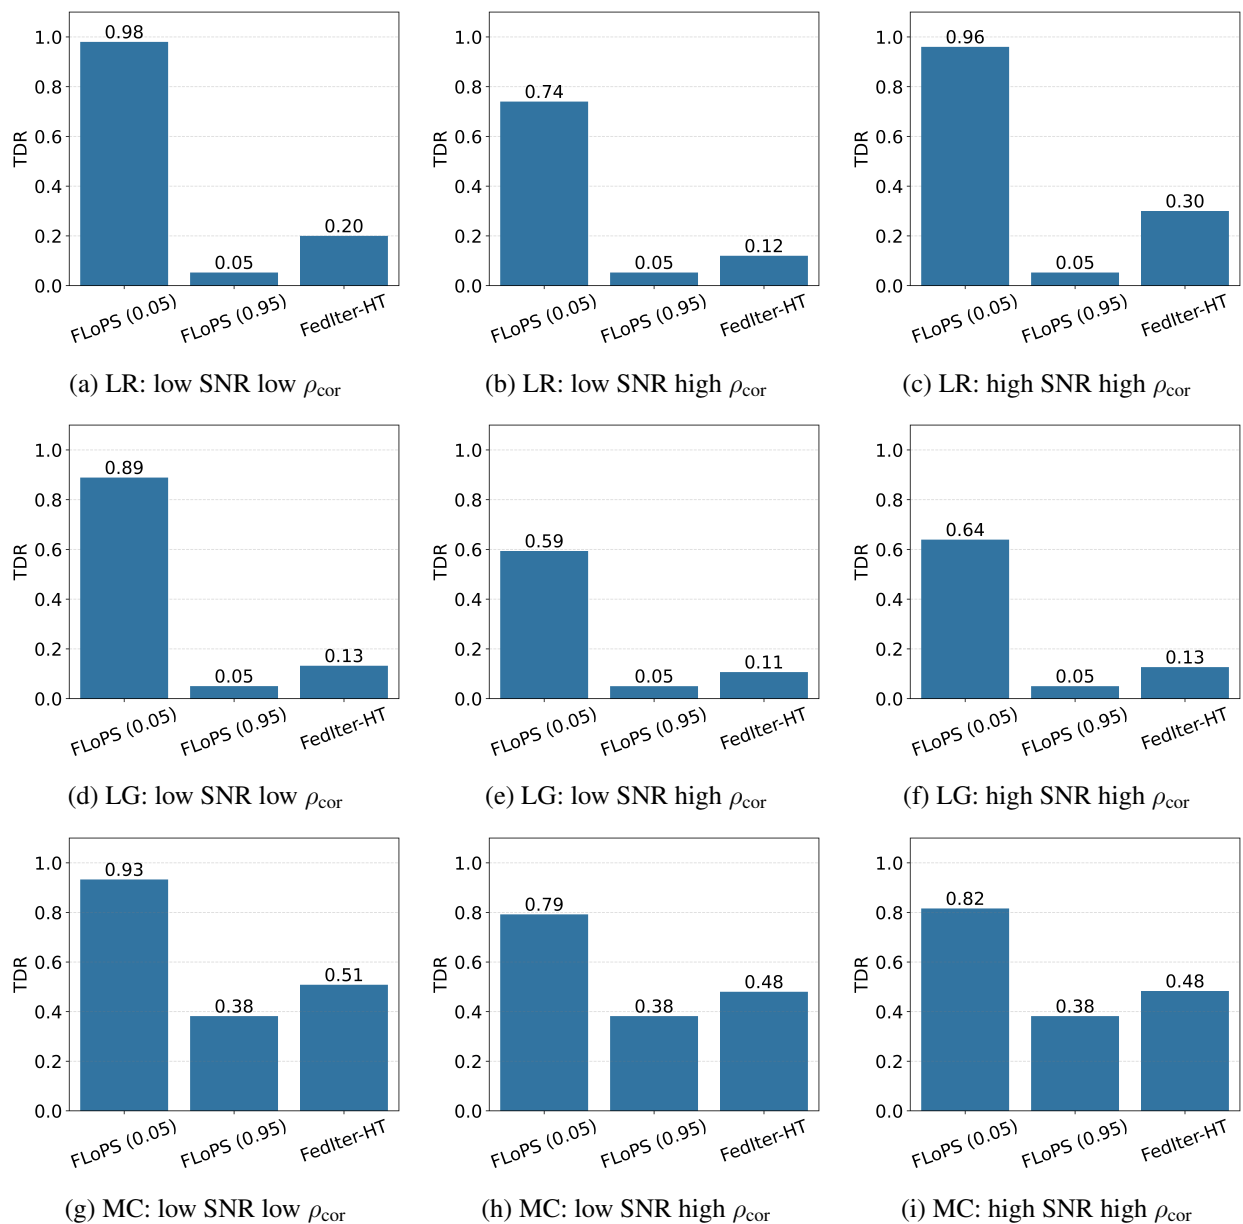 1.0
0.8
0.6
0.4
0.2
0.0
TDR
0.98
0.05
0.20
FLoPS (0.05)
FLoPS (0.95)
FedIter-HT
(a) LR: low SNR low ρcor
1.0
0.8
0.6
0.4
0.2
0.0
TDR
0.74
0.05
0.12
FLoPS (0.05)
FLoPS (0.95)
FedIter-HT
(b) LR: low SNR high ρcor
1.0
0.8
0.6
0.4
0.2
0.0
TDR
0.96
0.05
0.30
FLoPS (0.05)
FLoPS (0.95)
FedIter-HT
(c) LR: high SNR high ρcor
1.0
0.8
0.6
0.4
0.2
0.0
TDR
0.89
0.05
0.13
FLoPS (0.05)
FLoPS (0.95)
FedIter-HT
(d) LG: low SNR low ρcor
1.0
0.8
0.6
0.4
0.2
0.0
TDR
0.59
0.05
0.11
FLoPS (0.05)
FLoPS (0.95)
FedIter-HT
(e) LG: low SNR high ρcor
1.0
0.8
0.6
0.4
0.2
0.0
TDR
0.64
0.05
0.13
FLoPS (0.05)
FLoPS (0.95)
FedIter-HT
(f) LG: high SNR high ρcor
1.0
0.8
0.6
0.4
0.2
0.0
TDR
0.93
0.38
0.51
FLoPS (0.05)
FLoPS (0.95)
FedIter-HT
(g) MC: low SNR low ρcor
1.0
0.8
0.6
0.4
0.2
0.0
TDR
0.79
0.38
0.48
FLoPS (0.05)
FLoPS (0.95)
FedIter-HT
(h) MC: low SNR high ρcor
1.0
0.8
0.6
0.4
0.2
0.0
TDR
0.82
0.38
0.48
FLoPS (0.05)
FLoPS (0.95)
FedIter-HT
(i) MC: high SNR high ρcor